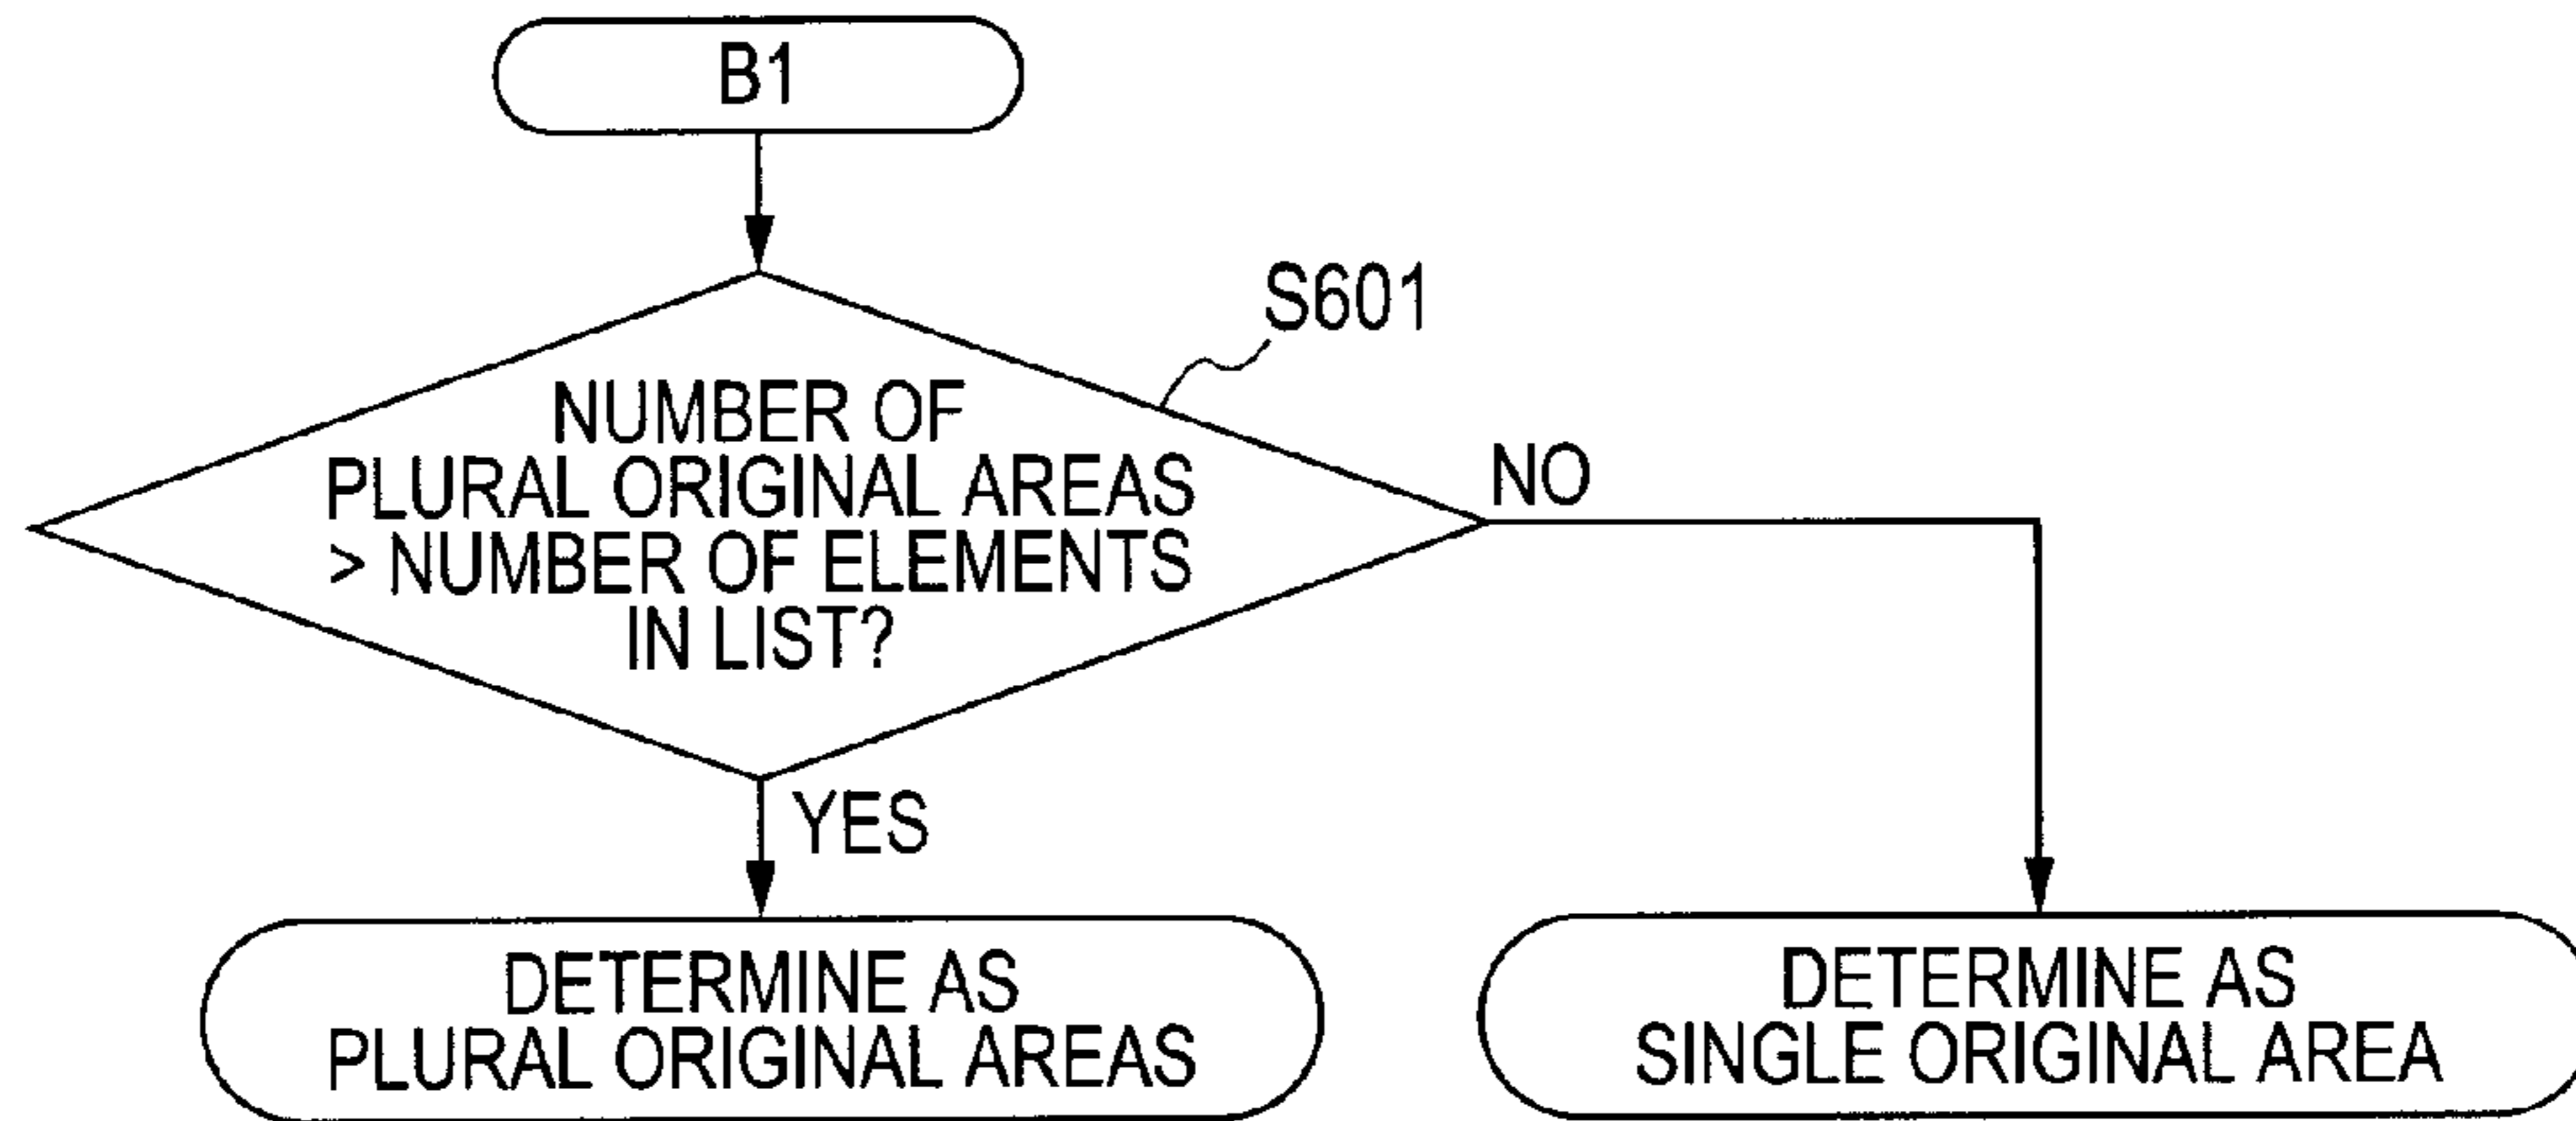 B1
S601
NUMBER OF
PLURAL ORIGINAL AREAS
> NUMBER OF ELEMENTS
IN LIST?
NO
YES
DETERMINE AS
PLURAL ORIGINAL AREAS
DETERMINE AS
SINGLE ORIGINAL AREA